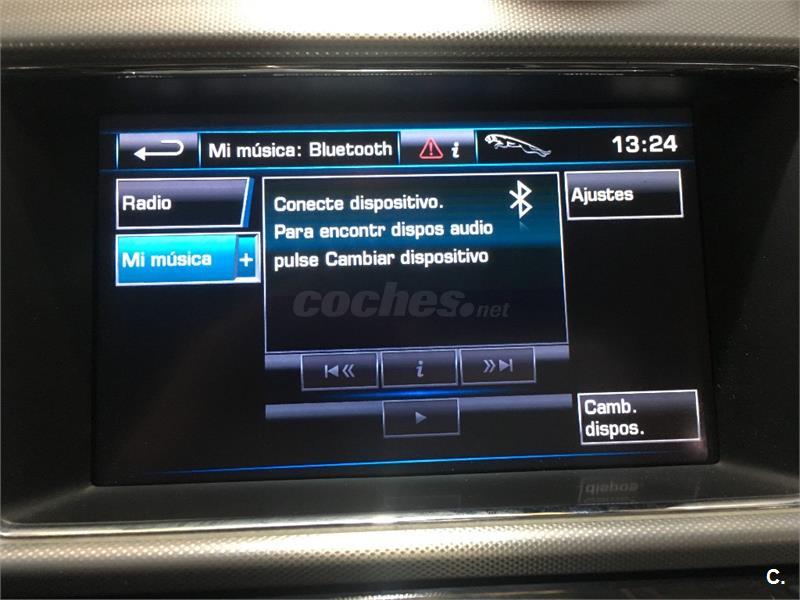 Mi música: Bluetooth
i
13:24
Radio
Mi música +
Conecte dispositivo.
Para encontr dispos audio
pulse Cambiar dispositivo
Ajustes
coches.net
i
Camb.
dispos.
C.